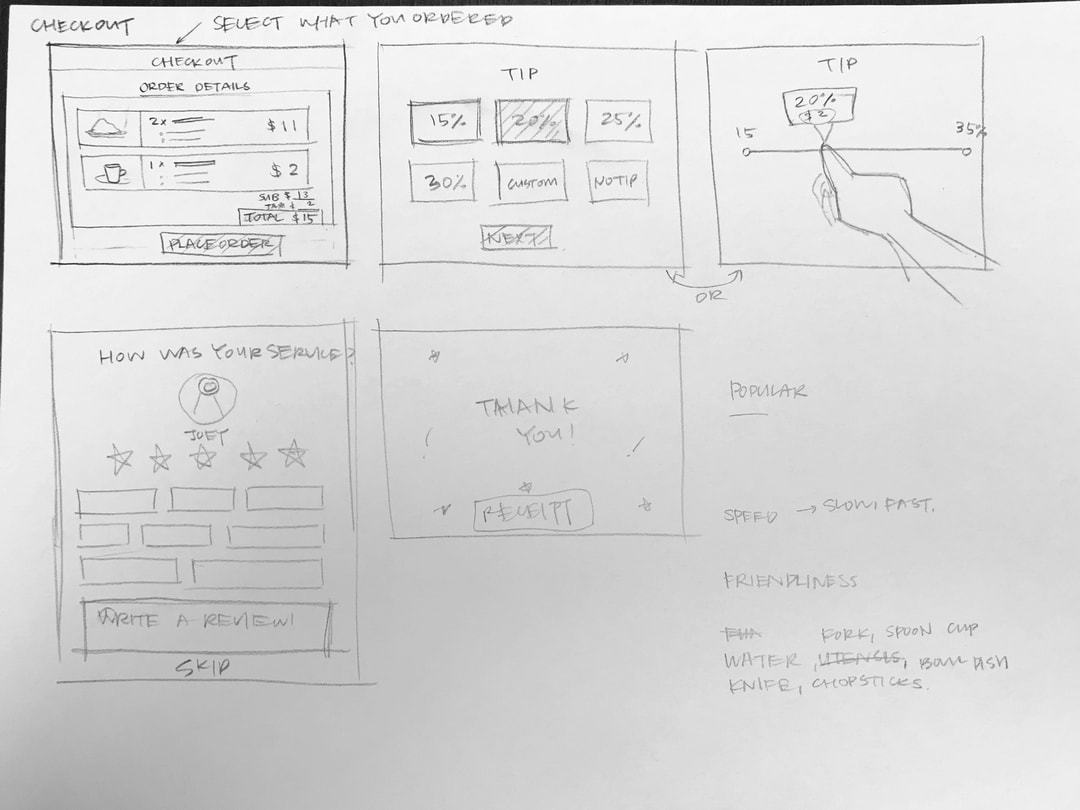 CHECKOUT
SELECT WHAT YOU ORDERED
CHECKOUT
ORDER DETAILS
2x
$11
1x
$2
SUB $ 13
TAX $ 2
TOTAL $15
PLACE ORDER
TIP
15%
20%
25%
30%
CUSTOM
NO TIP
NEXT
TIP
20%
$2
15
35%
OR
HOW WAS YOUR SERVICE?
JOEY
WRITE A REVIEW!
SKIP
THANK
YOU!
RECEIPT
POPULAR
SPEED → SLOW, FAST.
FRIENDLINESS
FORK, SPOON CUP
WATER, UTENSILS, BOWL DISH
KNIFE, CHOPSTICKS.